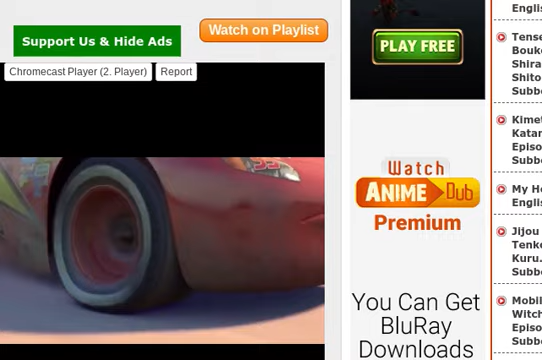 Support Us & Hide Ads
Watch on Playlist
Chromecast Player (2. Player)
Report
PLAY FREE
Watch
ANIME Dub
Premium
You Can Get
BluRay
Downloads
Englis
Tense
Bouk
Shira
Shito
Subbe
Kimet
Katar
Episo
Subbe
My He
Englis
Jijou
Tenke
Kuru.
Subbe
Mobil
Witch
Episo
Subbe